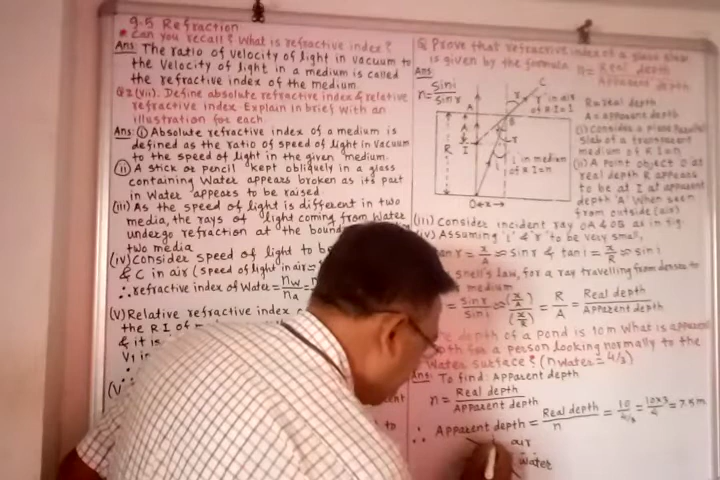 9.5 Refraction
* Can you recall? What is refractive index?
Ans: The ratio of velocity of light in vacuum to
the velocity of light in a medium is called
the refractive index of the medium.
Q2(vii). Define absolute refractive index & relative
refractive index. Explain in brief with an
illustration for each.
Ans: (i) Absolute refractive index of a medium is
defined as the ratio of speed of light in vacuum
to the speed of light in the given medium.
(ii) A stick or pencil kept obliquely in a glass
containing water appears broken as its part
in water appears to be raised.
(iii) As the speed of light is different in two
media, the rays of light coming from water
undergo refraction at the
two media
(iv) Consider speed of light to
& C in air (speed of light in air
∴ refractive index of water = nw/na =
(v) Relative refractive index
the RI of
& it is
V1 in
Q. Prove that refractive index of a glass slab
is given by the formula n = Real depth / Apparent depth
Ans:
n = sin i / sin r
C
r
r in air
of R I = 1
A
B
A
R
I
r
i
i in medium
of R I = n
O ← x →
R = real depth
A = apparent depth
(i) Consider a plane parallel
slab of a transparent
medium of R I = n
(ii) A point object O at
real depth R appears
to be at I at apparent
depth 'A' when seen
from outside (air)
(iii) Consider incident ray OA as in fig
(iv) Assuming 'i' & 'r' to be very small,
tan r = x/A ≈ sin r & tan i = x/R ≈ sin i
snell's law, for a ray travelling from denser to
medium
= sin r / sin i ≈ (x/A) / (x/R) = R/A = Real depth / Apparent depth
depth of a pond is 10m What is apparent
depth for a person looking normally to the
water surface? (n water = 4/3)
Ans: To find: Apparent depth
n = Real depth / Apparent depth
∴ Apparent depth = Real depth / n = 10 / 4/3 = 10×3 / 4 = 7.5 m
air
water